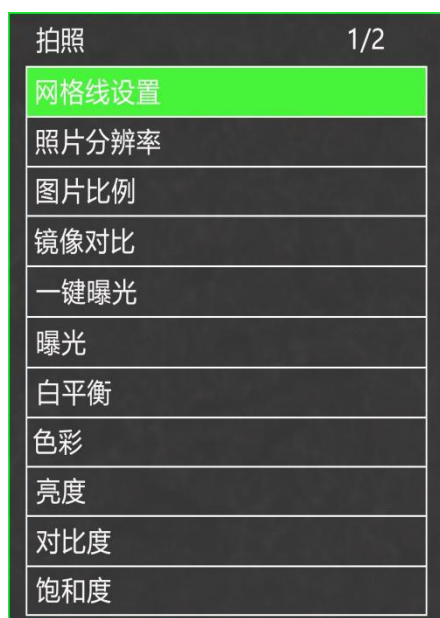 拍照 1/2
网格线设置
照片分辨率
图片比例
镜像对比
一键曝光
曝光
白平衡
色彩
亮度
对比度
饱和度